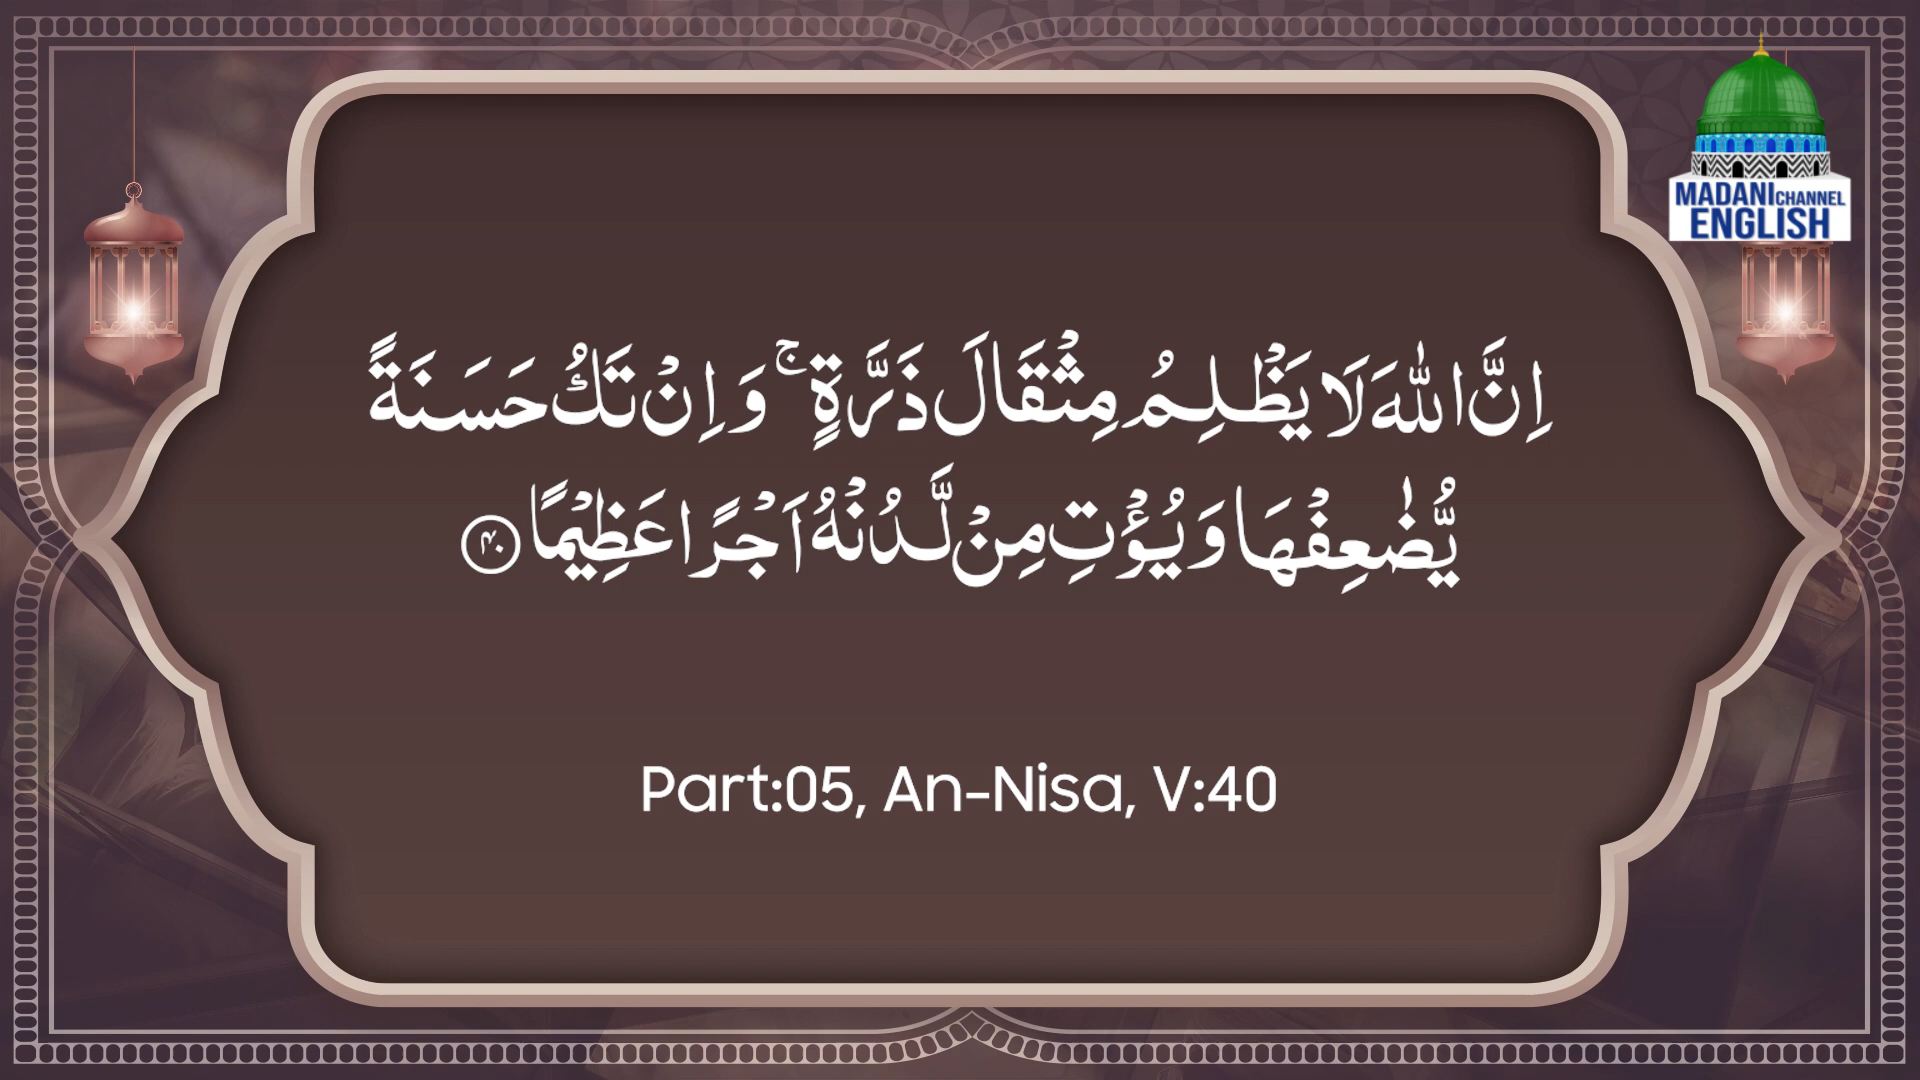 MADANI CHANNEL
ENGLISH
اِنَّ اللّٰهَ لَا یَظْلِمُ مِثْقَالَ ذَرَّةٍۚ وَ اِنْ تَكُ حَسَنَةً
یُّضٰعِفْهَا وَ یُؤْتِ مِنْ لَّدُنْهُ اَجْرًا عَظِیْمًا ﴿۴۰﴾
Part:05, An-Nisa, V:40